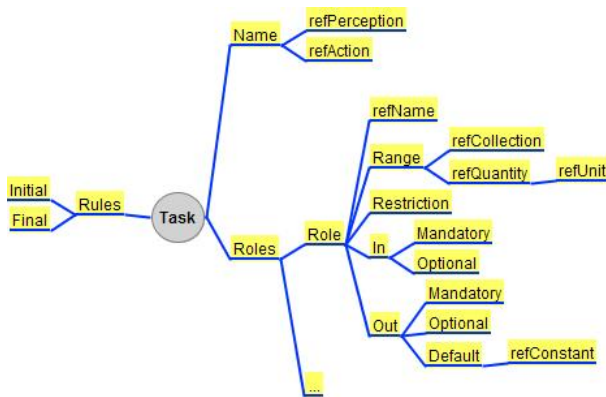 refPerception
Name
refAction
refName
refCollection
Range
refQuantity
refUnit
Initial
Rules
Final
Task
Restriction
Roles
Role
Mandatory
In
Optional
Mandatory
Out
Optional
Default
refConstant
...